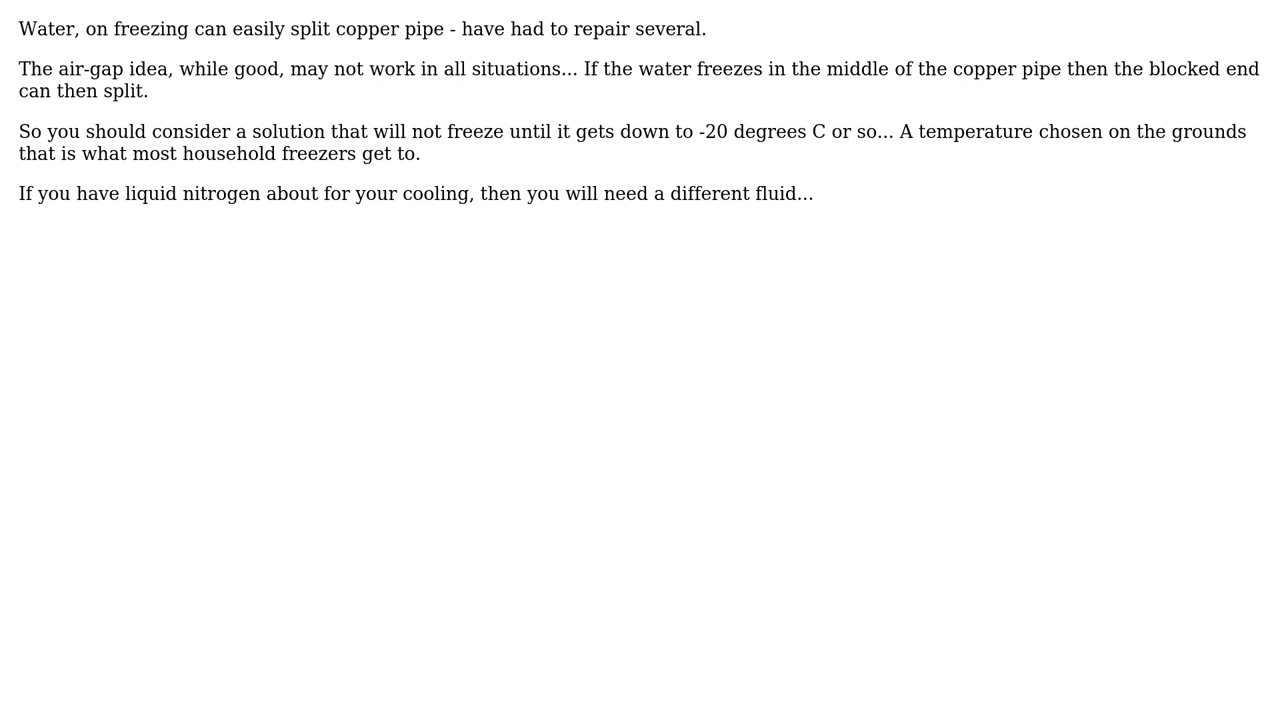 Water, on freezing can easily split copper pipe - have had to repair several.
The air-gap idea, while good, may not work in all situations... If the water freezes in the middle of the copper pipe then the blocked end
can then split.
So you should consider a solution that will not freeze until it gets down to -20 degrees C or so... A temperature chosen on the grounds
that is what most household freezers get to.
If you have liquid nitrogen about for your cooling, then you will need a different fluid...